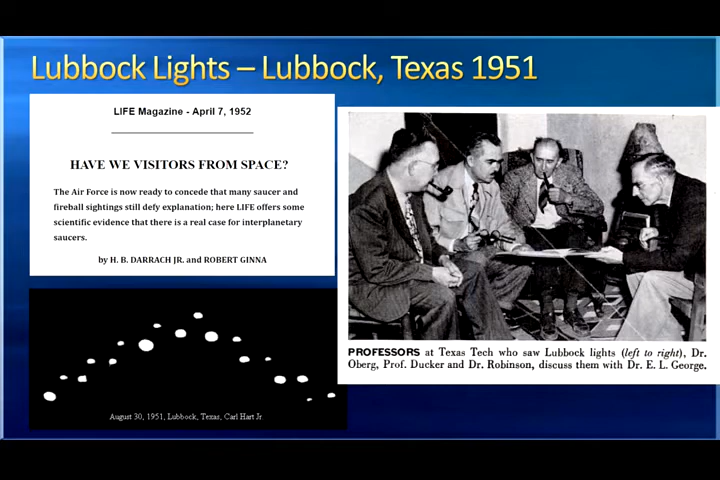 Lubbock Lights – Lubbock, Texas 1951
LIFE Magazine - April 7, 1952
HAVE WE VISITORS FROM SPACE?
The Air Force is now ready to concede that many saucer and
fireball sightings still defy explanation; here LIFE offers some
scientific evidence that there is a real case for interplanetary
saucers.
by H. B. DARRACH JR. and ROBERT GINNA
August 30, 1951, Lubbock, Texas, Carl Hart Jr
PROFESSORS at Texas Tech who saw Lubbock lights (left to right), Dr.
Oberg, Prof. Ducker and Dr. Robinson, discuss them with Dr. E. L. George.